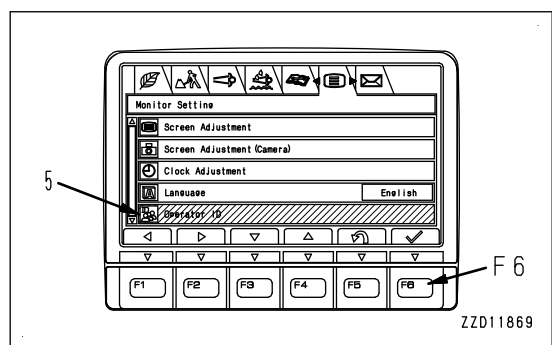 Monitor Setting
Screen Adjustment
Screen Adjustment(Camera)
Clock Adjustment
A Language English
5 Operator ID
F1 F2 F3 F4 F5 F6
F6
ZZD11869